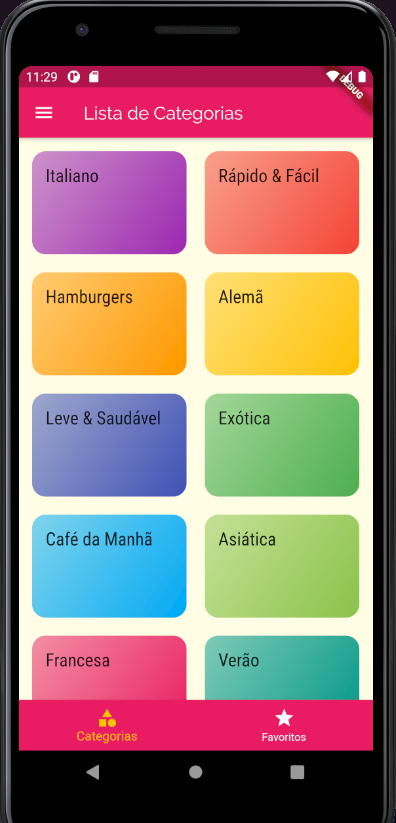 11:29
DEBUG
Lista de Categorias
Italiano
Rápido & Fácil
Hamburgers
Alemã
Leve & Saudável
Exótica
Café da Manhã
Asiática
Francesa
Verão
Categorias
Favoritos